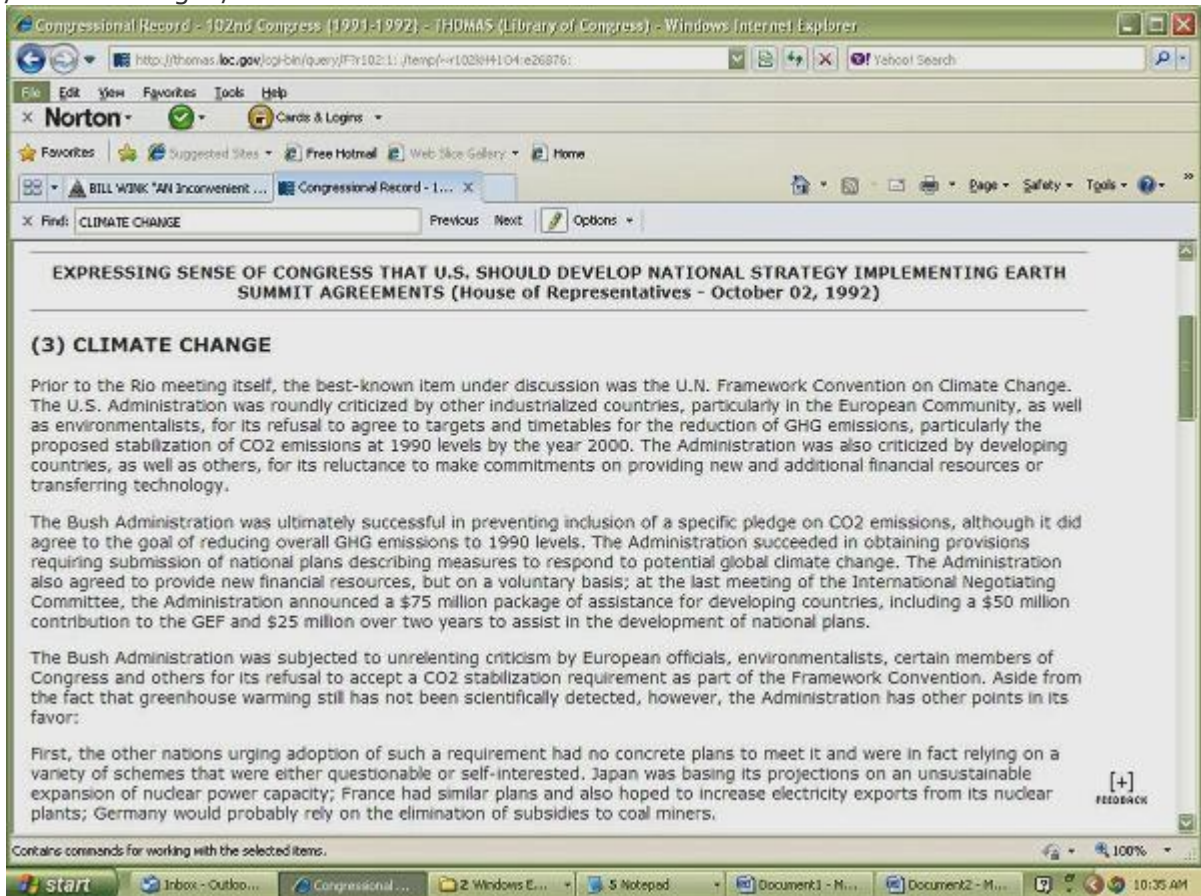 Congressional Record - 102nd Congress (1991-1992) - THOMAS (Library of Congress) - Windows Internet Explorer
Yahoo! Search
File Edit View Favorites Tools Help
× Norton Cards & Logins
Favorites Suggested Sites Free Hotmail Web Slice Gallery Home
BILL WINK "AN Inconvenient ... Congressional Record - 1... X Page Safety Tools
X Find: CLIMATE CHANGE Previous Next Options
EXPRESSING SENSE OF CONGRESS THAT U.S. SHOULD DEVELOP NATIONAL STRATEGY IMPLEMENTING EARTH
SUMMIT AGREEMENTS (House of Representatives - October 02, 1992)
(3) CLIMATE CHANGE
Prior to the Rio meeting itself, the best-known item under discussion was the U.N. Framework Convention on Climate Change.
The U.S. Administration was roundly criticized by other industrialized countries, particularly in the European Community, as well
as environmentalists, for its refusal to agree to targets and timetables for the reduction of GHG emissions, particularly the
proposed stabilization of CO2 emissions at 1990 levels by the year 2000. The Administration was also criticized by developing
countries, as well as others, for its reluctance to make commitments on providing new and additional financial resources or
transferring technology.
The Bush Administration was ultimately successful in preventing inclusion of a specific pledge on CO2 emissions, although it did
agree to the goal of reducing overall GHG emissions to 1990 levels. The Administration succeeded in obtaining provisions
requiring submission of national plans describing measures to respond to potential global climate change. The Administration
also agreed to provide new financial resources, but on a voluntary basis; at the last meeting of the International Negotiating
Committee, the Administration announced a $75 million package of assistance for developing countries, including a $50 million
contribution to the GEF and $25 million over two years to assist in the development of national plans.
The Bush Administration was subjected to unrelenting criticism by European officials, environmentalists, certain members of
Congress and others for its refusal to accept a CO2 stabilization requirement as part of the Framework Convention. Aside from
the fact that greenhouse warming still has not been scientifically detected, however, the Administration has other points in its
favor:
First, the other nations urging adoption of such a requirement had no concrete plans to meet it and were in fact relying on a
variety of schemes that were either questionable or self-interested. Japan was basing its projections on an unsustainable
expansion of nuclear power capacity; France had similar plans and also hoped to increase electricity exports from its nuclear
plants; Germany would probably rely on the elimination of subsidies to coal miners.
[+]
FEEDBACK
Contains commands for working with the selected items. 100%
start Inbox - Outloo... Congressional ... 2 Windows E... 5 Notepad Document1 - M... Document2 - M... 10:35 AM